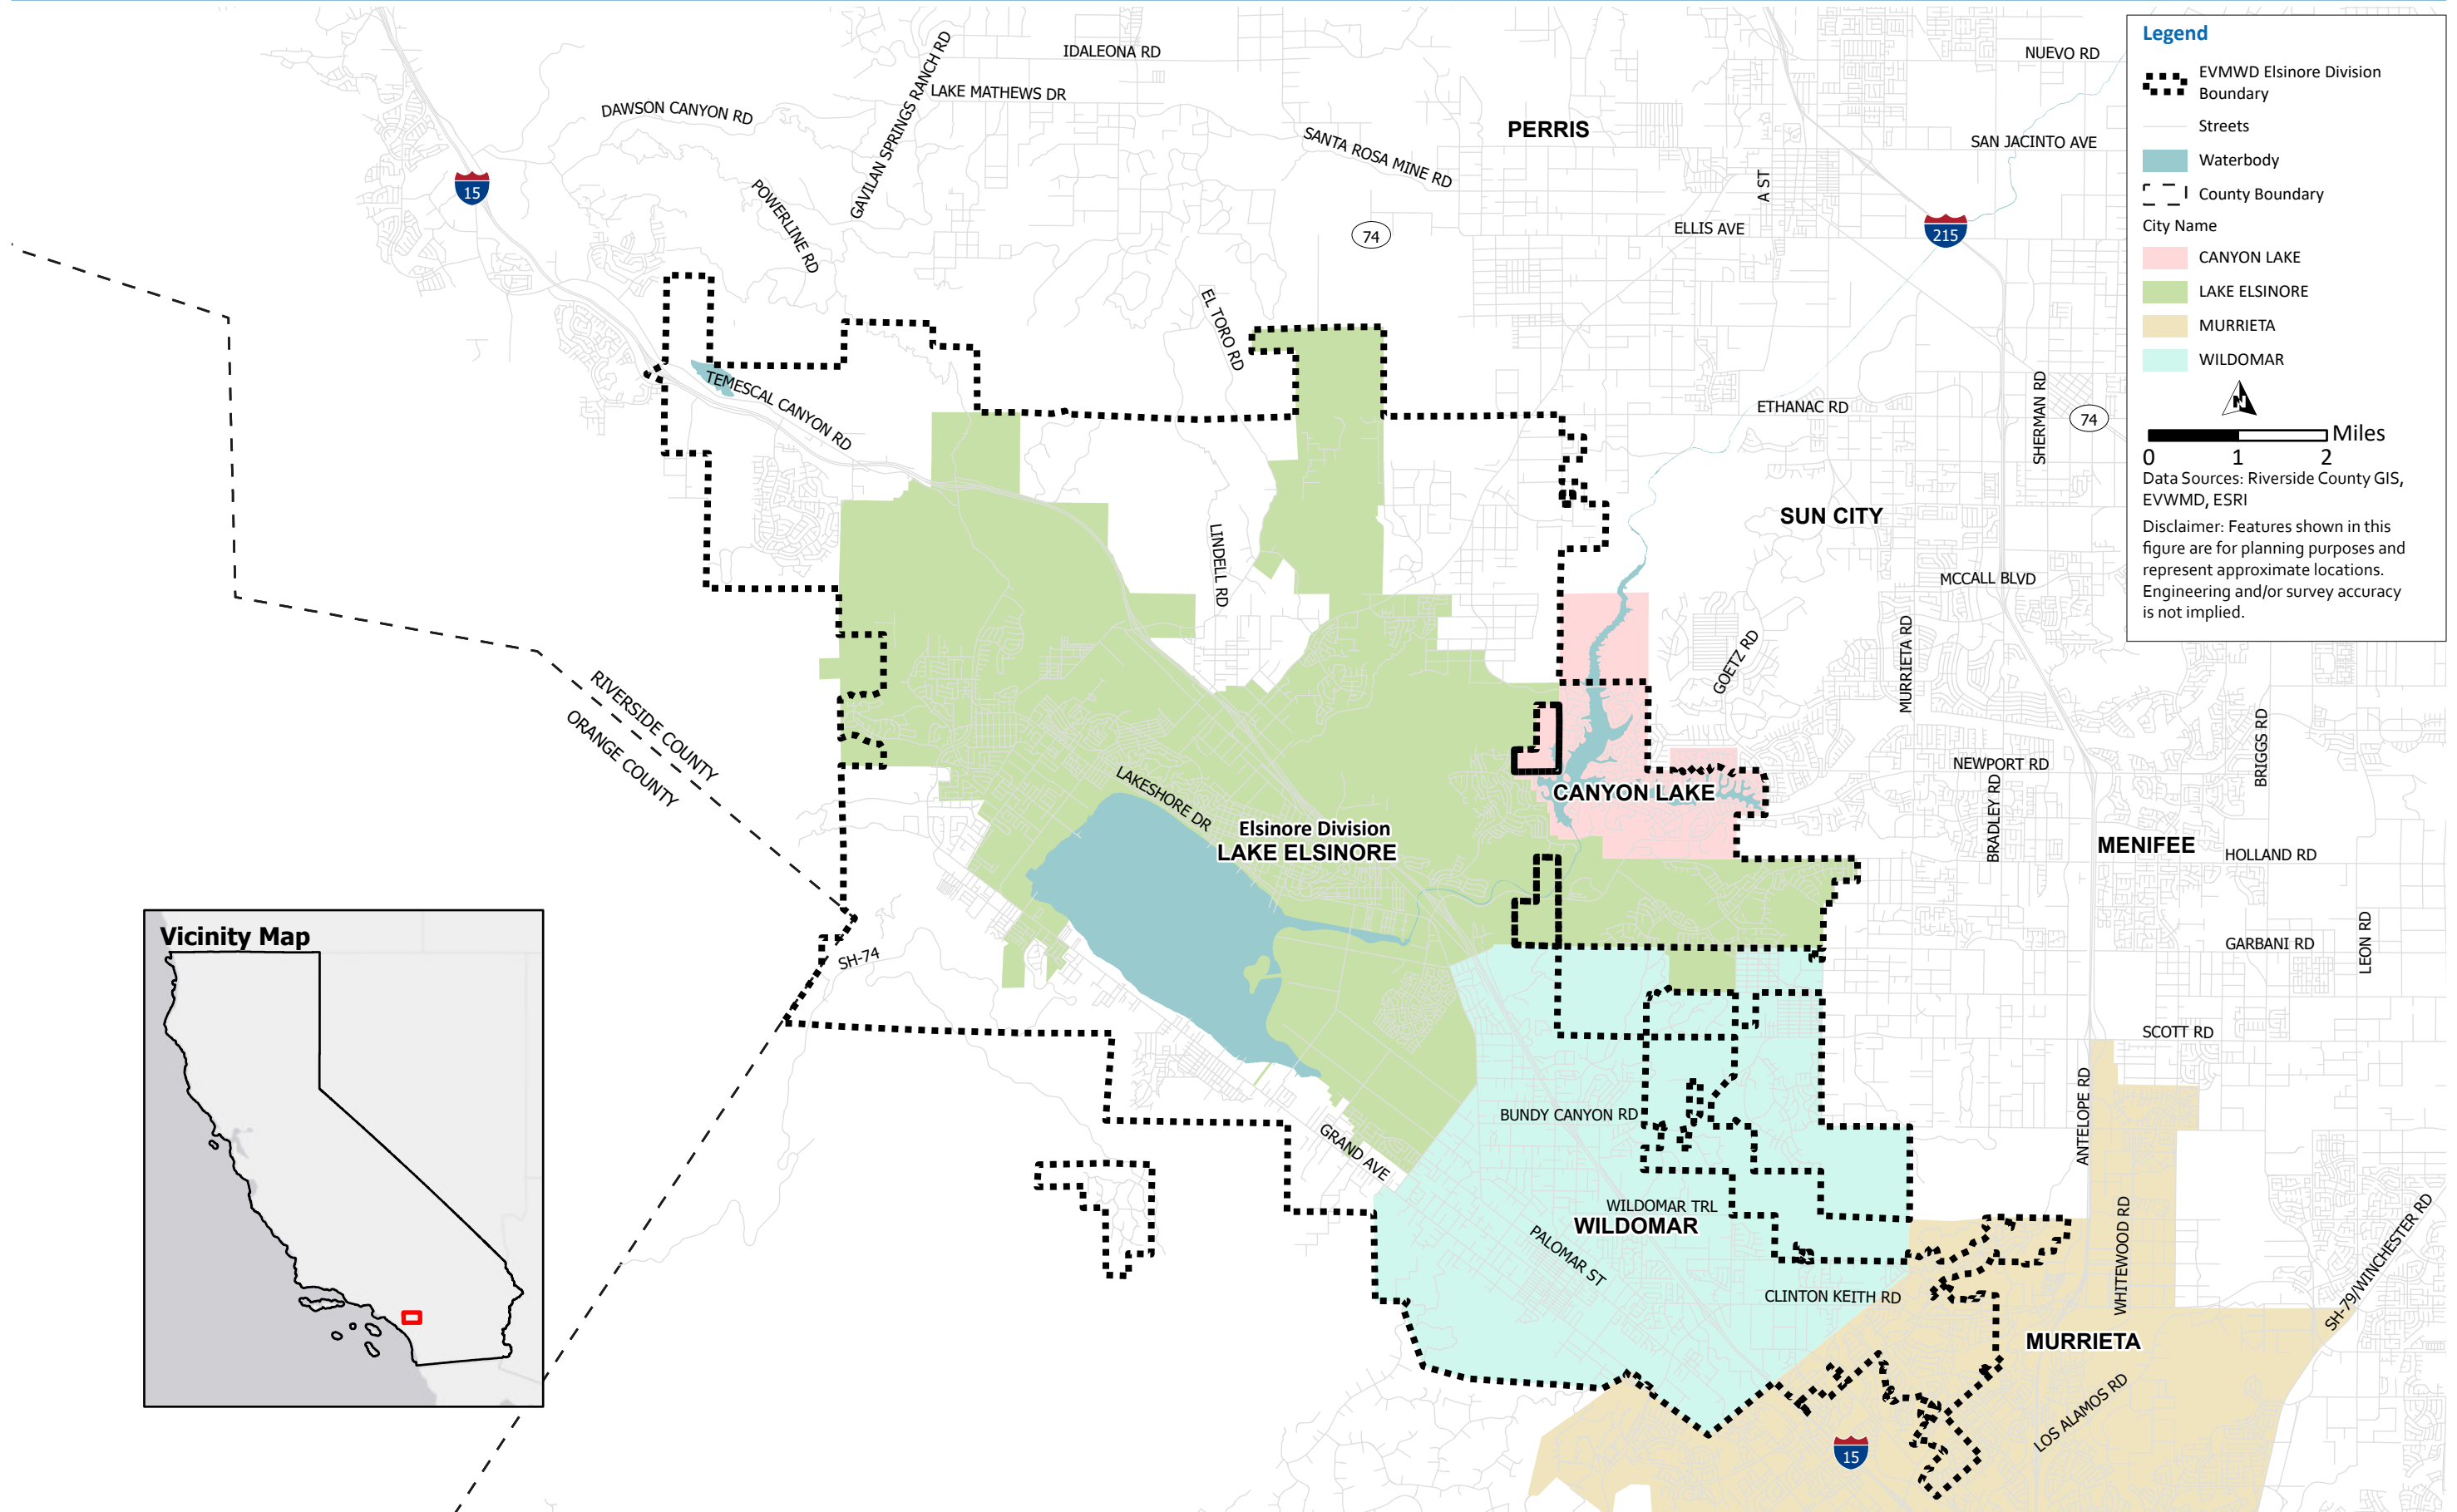 IDALEONA RD
LAKE MATHEWS DR
DAWSON CANYON RD
GAVILAN SPRINGS RANCH RD
POWERLINE RD
SANTA ROSA MINE RD
PERRIS
NUEVO RD
SAN JACINTO AVE
A ST
ELLIS AVE
15
74
215
EL TORO RD
TEMESCAL CANYON RD
ETHANAC RD
SHERMAN RD
74
LINDELL RD
SUN CITY
MCCALL BLVD
GOETZ RD
MURRIETA RD
RIVERSIDE COUNTY
ORANGE COUNTY
LAKESHORE DR
CANYON LAKE
NEWPORT RD
BRADLEY RD
BRIGGS RD
Elsinore Division
LAKE ELSINORE
MENIFEE
HOLLAND RD
GARBANI RD
LEON RD
SH-74
SCOTT RD
ANTELOPE RD
BUNDY CANYON RD
GRAND AVE
WILDOMAR TRL
WILDOMAR
PALOMAR ST
CLINTON KEITH RD
WHITEWOOD RD
SH-79/WINCHESTER RD
MURRIETA
LOS ALAMOS RD
15
Vicinity Map
Legend
EVMWD Elsinore Division
Boundary
Streets
Waterbody
County Boundary
City Name
CANYON LAKE
LAKE ELSINORE
MURRIETA
WILDOMAR
N
Miles
0 1 2
Data Sources: Riverside County GIS,
EVWMD, ESRI
Disclaimer: Features shown in this
figure are for planning purposes and
represent approximate locations.
Engineering and/or survey accuracy
is not implied.